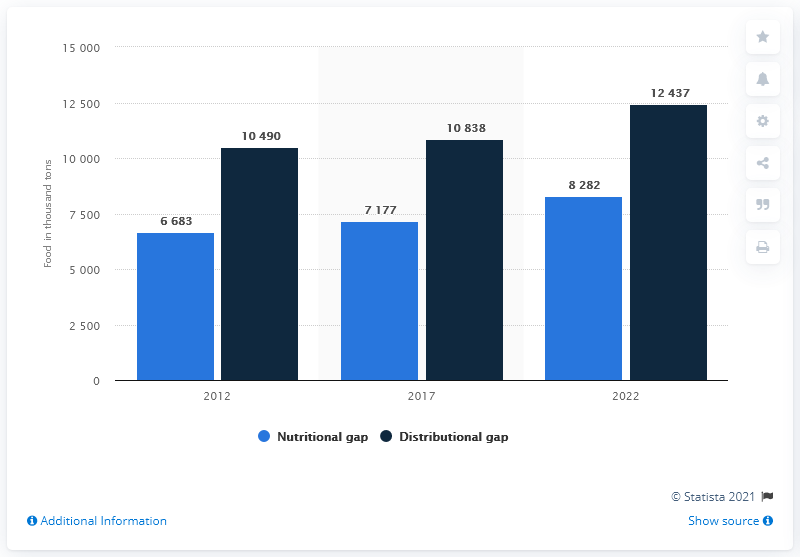 15 000
12 500
10 000
7 500
5 000
2 500
0
Food in thousand tons
6 683
10 490
7 177
10 838
8 282
12 437
2012
2017
2022
Nutritional gap
Distributional gap
© Statista 2021
Additional Information
Show source